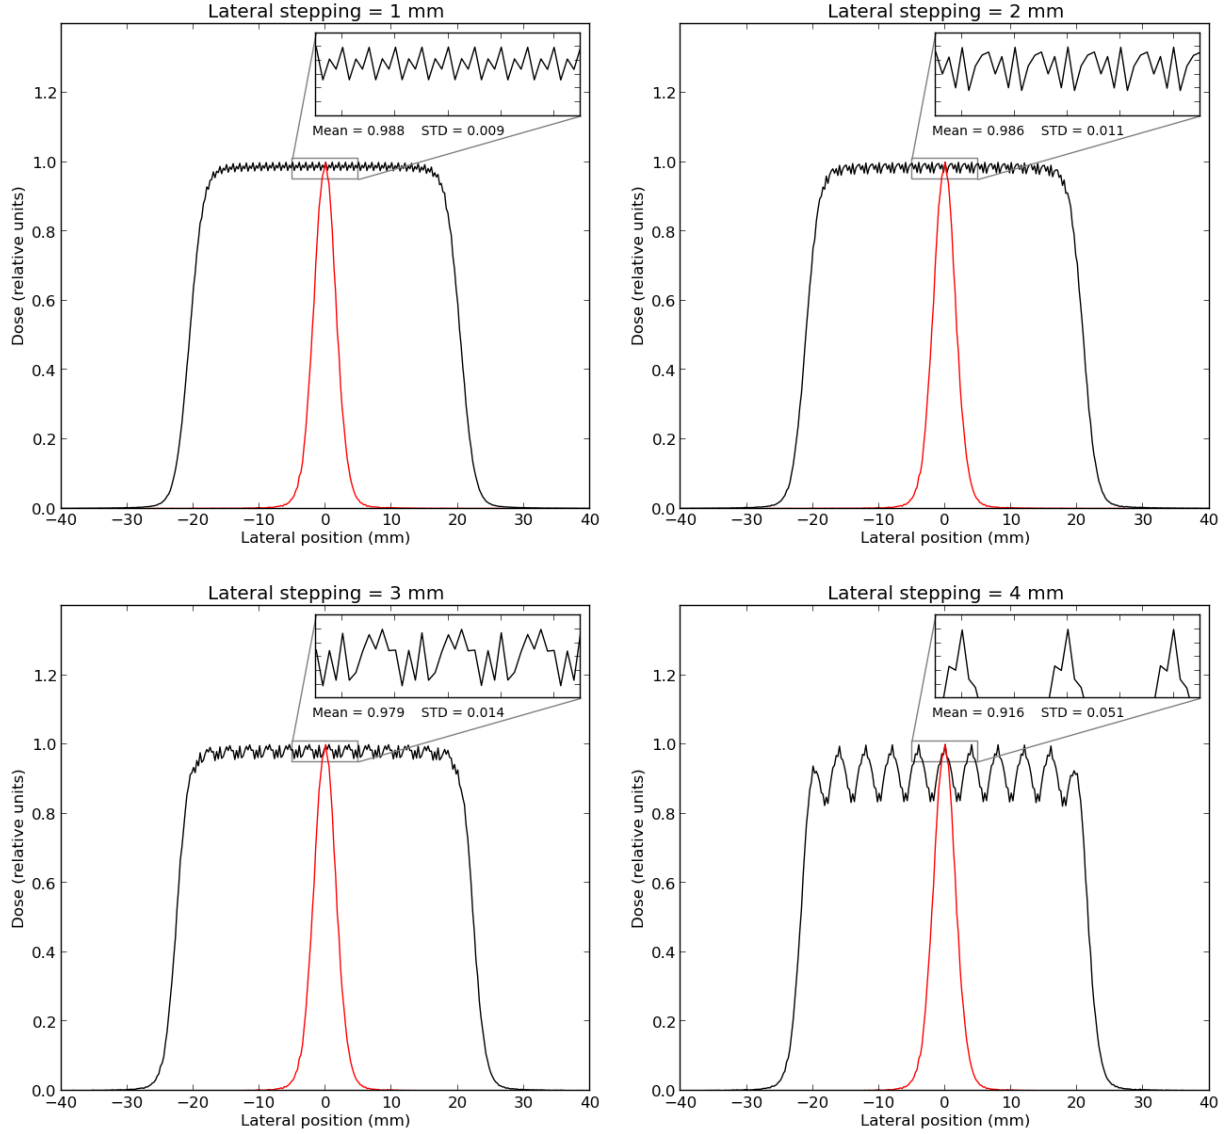 Lateral stepping = 1 mm
Mean = 0.988 STD = 0.009
Dose (relative units)
1.2
1.0
0.8
0.6
0.4
0.2
0.0
−40 −30 −20 −10 0 10 20 30 40
Lateral position (mm)
Lateral stepping = 2 mm
Mean = 0.986 STD = 0.011
Dose (relative units)
1.2
1.0
0.8
0.6
0.4
0.2
0.0
−40 −30 −20 −10 0 10 20 30 40
Lateral position (mm)
Lateral stepping = 3 mm
Mean = 0.979 STD = 0.014
Dose (relative units)
1.2
1.0
0.8
0.6
0.4
0.2
0.0
−40 −30 −20 −10 0 10 20 30 40
Lateral position (mm)
Lateral stepping = 4 mm
Mean = 0.916 STD = 0.051
Dose (relative units)
1.2
1.0
0.8
0.6
0.4
0.2
0.0
−40 −30 −20 −10 0 10 20 30 40
Lateral position (mm)